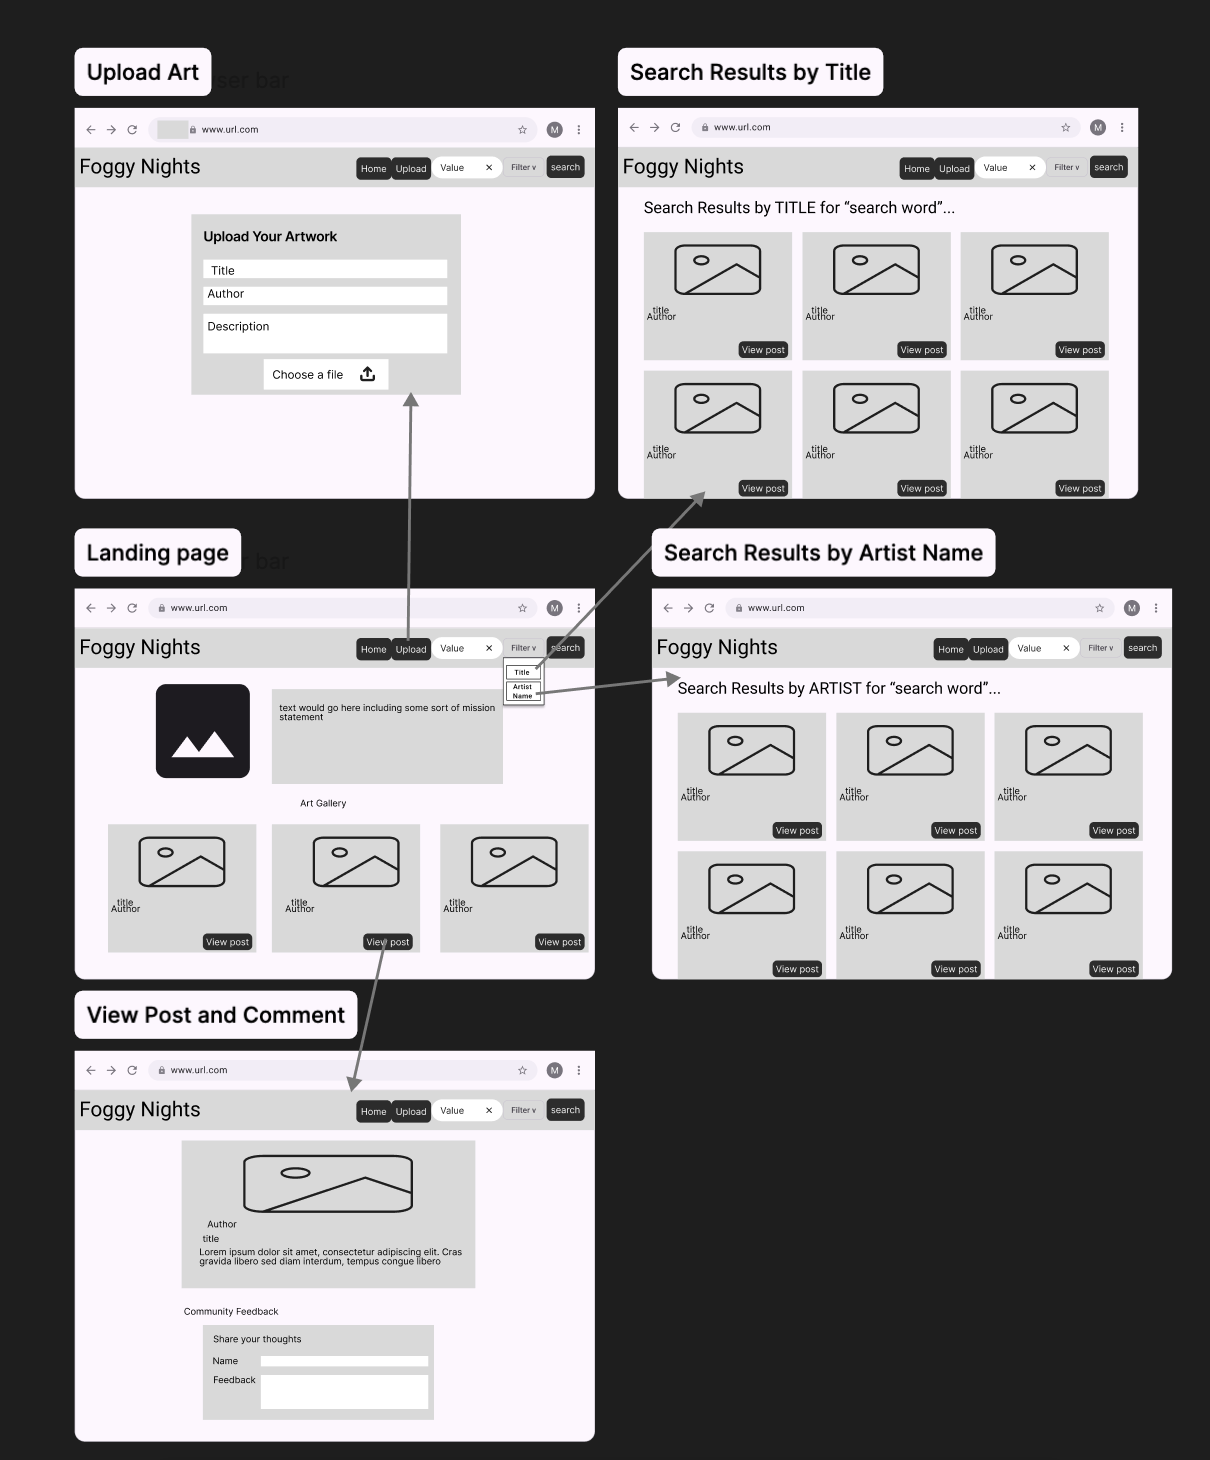 Upload Art
ser bar
www.url.com
M
Foggy Nights
Home
Upload
Value
Filter
search
Upload Your Artwork
Title
Author
Description
Choose a file
Search Results by Title
www.url.com
M
Foggy Nights
Home
Upload
Value
Filter
search
Search Results by TITLE for “search word”...
title
Author
View post
title
Author
View post
title
Author
View post
title
Author
View post
title
Author
View post
title
Author
View post
Landing page
r bar
www.url.com
M
Foggy Nights
Home
Upload
Value
Filter
search
Title
Artist
Name
text would go here including some sort of mission
statement
Art Gallery
title
Author
View post
title
Author
View post
title
Author
View post
Search Results by Artist Name
www.url.com
M
Foggy Nights
Home
Upload
Value
Filter
search
Search Results by ARTIST for “search word”...
title
Author
View post
title
Author
View post
title
Author
View post
title
Author
View post
title
Author
View post
title
Author
View post
View Post and Comment
www.url.com
M
Foggy Nights
Home
Upload
Value
Filter
search
Author
title
Lorem ipsum dolor sit amet, consectetur adipiscing elit. Cras
gravida libero sed diam interdum, tempus congue libero
Community Feedback
Share your thoughts
Name
Feedback